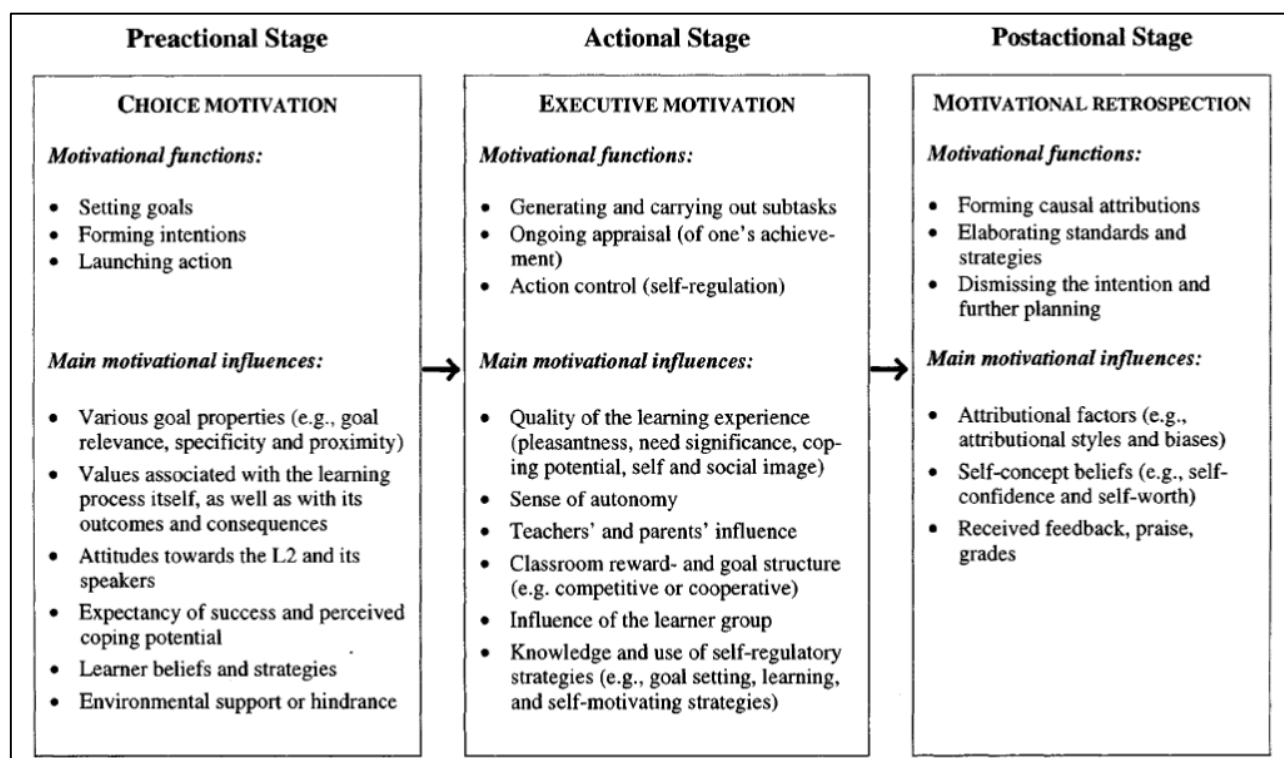 Preactional Stage
Actional Stage
Postactional Stage
CHOICE MOTIVATION
Motivational functions:
• Setting goals
• Forming intentions
• Launching action
Main motivational influences:
• Various goal properties (e.g., goal
relevance, specificity and proximity)
• Values associated with the learning
process itself, as well as with its
outcomes and consequences
• Attitudes towards the L2 and its
speakers
• Expectancy of success and perceived
coping potential
• Learner beliefs and strategies
• Environmental support or hindrance
EXECUTIVE MOTIVATION
Motivational functions:
• Generating and carrying out subtasks
• Ongoing appraisal (of one's achieve-
ment)
• Action control (self-regulation)
Main motivational influences:
• Quality of the learning experience
(pleasantness, need significance, cop-
ing potential, self and social image)
• Sense of autonomy
• Teachers' and parents' influence
• Classroom reward- and goal structure
(e.g. competitive or cooperative)
• Influence of the learner group
• Knowledge and use of self-regulatory
strategies (e.g., goal setting, learning,
and self-motivating strategies)
MOTIVATIONAL RETROSPECTION
Motivational functions:
• Forming causal attributions
• Elaborating standards and
strategies
• Dismissing the intention and
further planning
Main motivational influences:
• Attributional factors (e.g.,
attributional styles and biases)
• Self-concept beliefs (e.g., self-
confidence and self-worth)
• Received feedback, praise,
grades